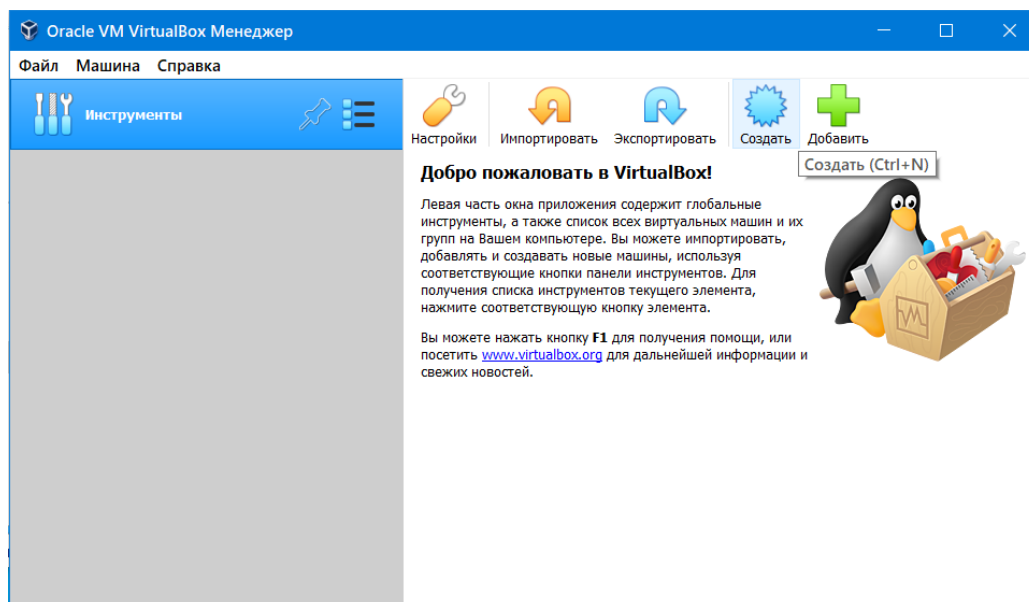 Oracle VM VirtualBox Менеджер
Файл Машина Справка
Инструменты
Настройки Импортировать Экспортировать Создать Добавить
Создать (Ctrl+N)
Добро пожаловать в VirtualBox!
Левая часть окна приложения содержит глобальные
инструменты, а также список всех виртуальных машин и их
групп на Вашем компьютере. Вы можете импортировать,
добавлять и создавать новые машины, используя
соответствующие кнопки панели инструментов. Для
получения списка инструментов текущего элемента,
нажмите соответствующую кнопку элемента.
Вы можете нажать кнопку F1 для получения помощи, или
посетить www.virtualbox.org для дальнейшей информации и
свежих новостей.